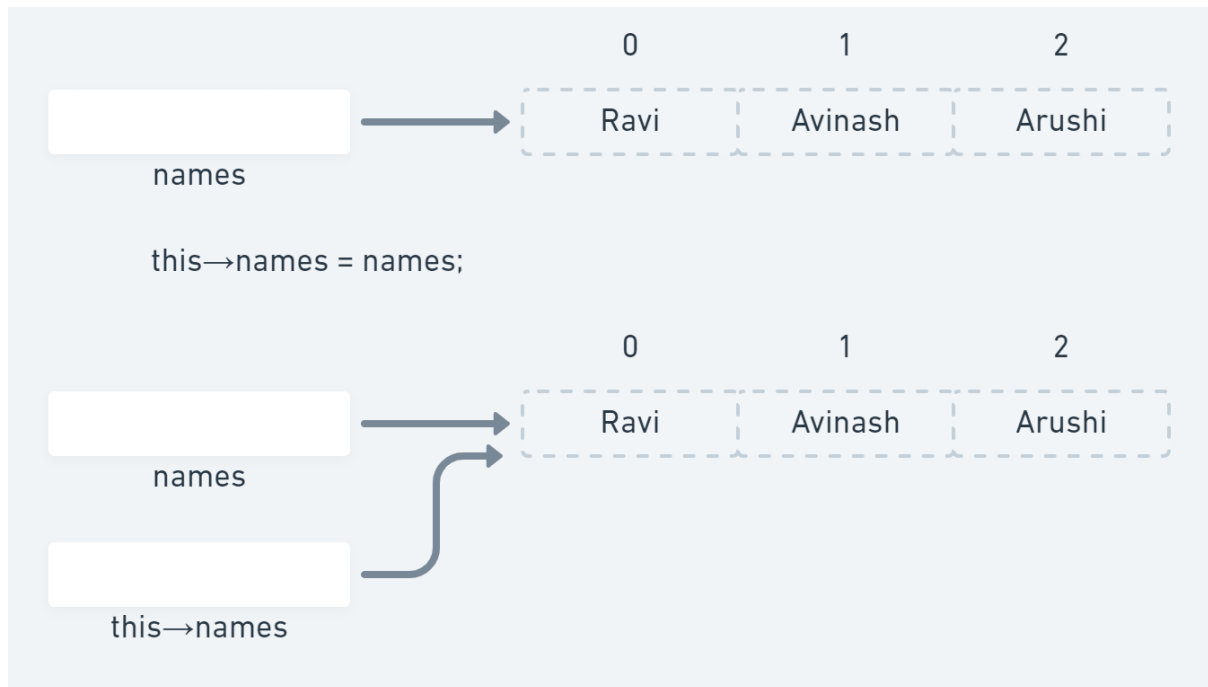 0 1 2
Ravi Avinash Arushi
names
this→names = names;
0 1 2
Ravi Avinash Arushi
names
this→names